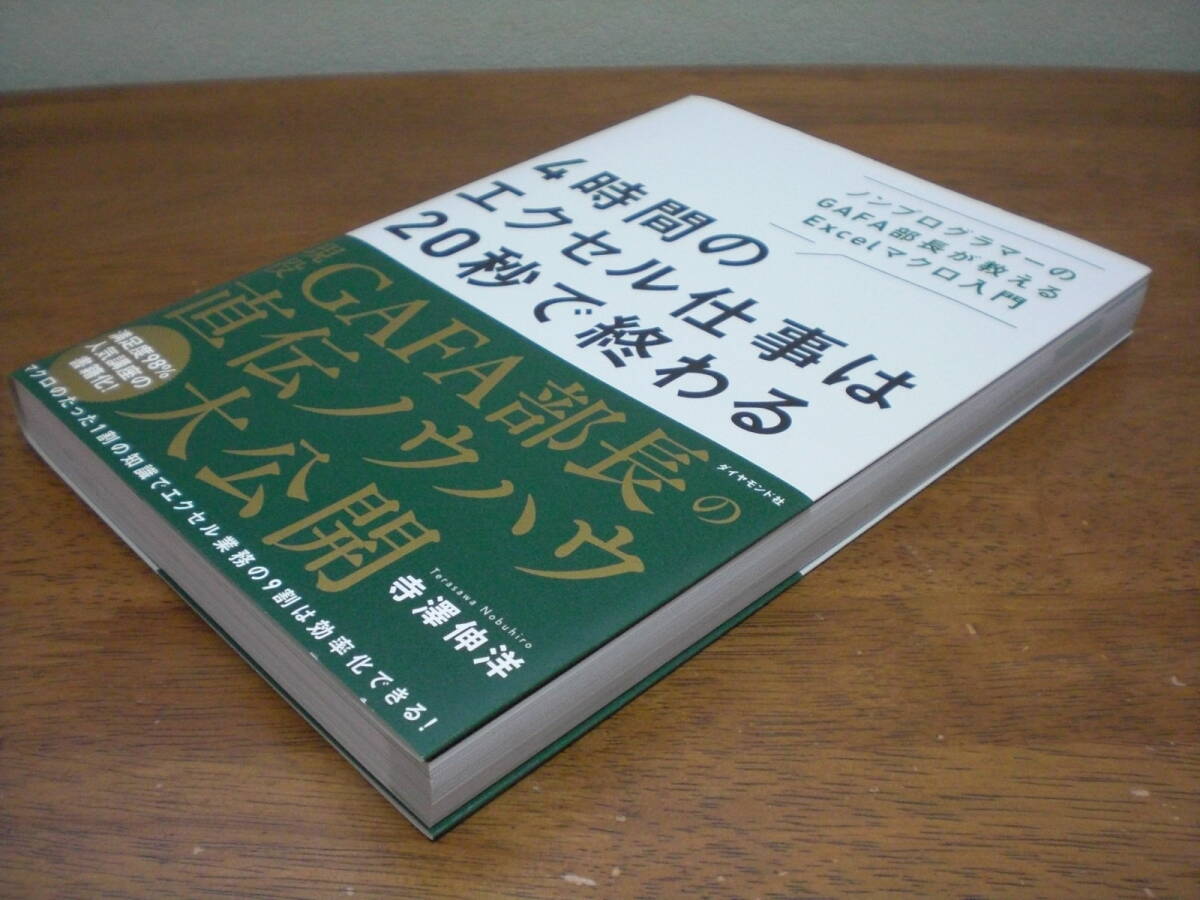 ノンプログラマーの
GAFA部長が教える
Excelマクロ入門
4時間の
エクセル仕事は
20秒で終わる
ダイヤモンド社
現役
GAFA部長の
直伝ノウハウ
大公開
満足度98%
人気講座の
書籍化!
Terasawa Nobuhiro
寺澤伸洋
マクロのたった1割の知識でエクセル業務の9割は効率化できる!